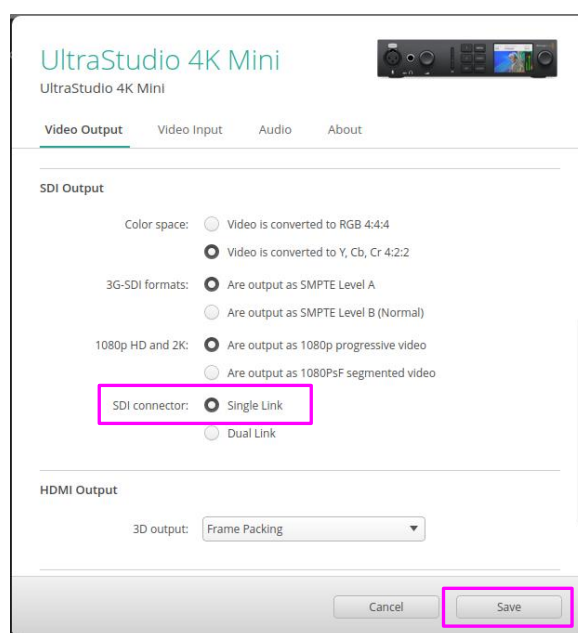 UltraStudio 4K Mini
UltraStudio 4K Mini
Video Output Video Input Audio About
SDI Output
Color space: Video is converted to RGB 4:4:4
Video is converted to Y, Cb, Cr 4:2:2
3G-SDI formats: Are output as SMPTE Level A
Are output as SMPTE Level B (Normal)
1080p HD and 2K: Are output as 1080p progressive video
Are output as 1080PsF segmented video
SDI connector: Single Link
Dual Link
HDMI Output
3D output: Frame Packing
Cancel Save